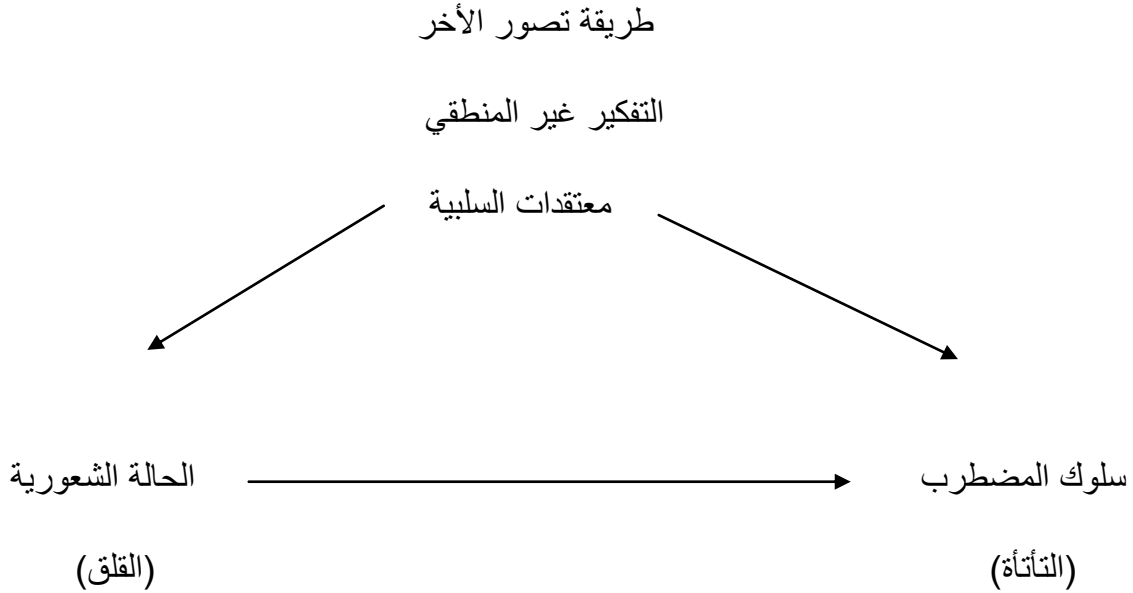 طريقة تصور الأخر
التفكير غير المنطقي
معتقدات السلبية
سلوك المضطرب
الحالة الشعورية
(التأتأة)
(القلق)